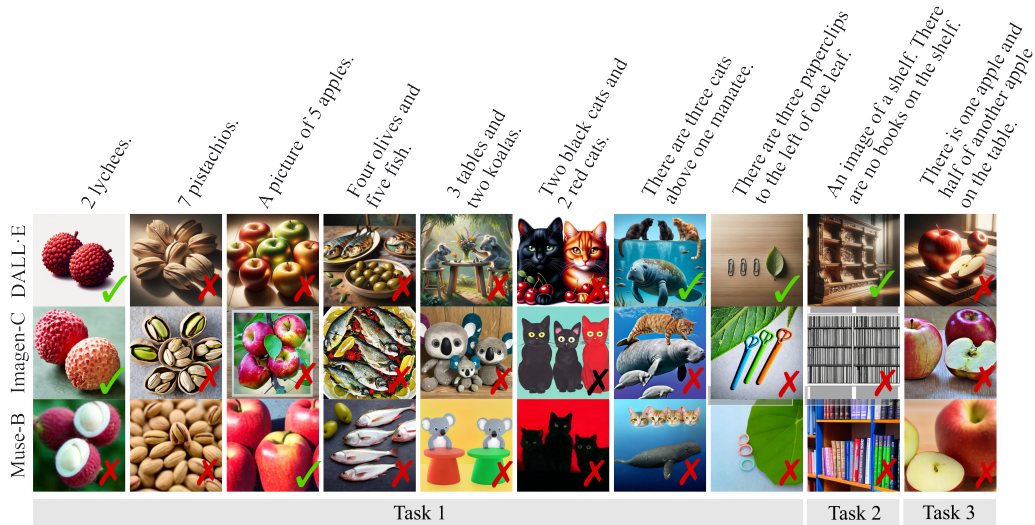 2 lychees.
7 pistachios.
A picture of 5 apples.
Four olives and
five fish.
3 tables and
two koalas.
Two black cats and
2 red cats.
There are three cats
above one manatee.
There are three paperclips
to the left of one leaf.
An image of a shelf. There
are no books on the shelf.
There is one apple and
half of another apple
on the table.
DALL·E
Imagen-C
Muse-B
Task 1
Task 2
Task 3